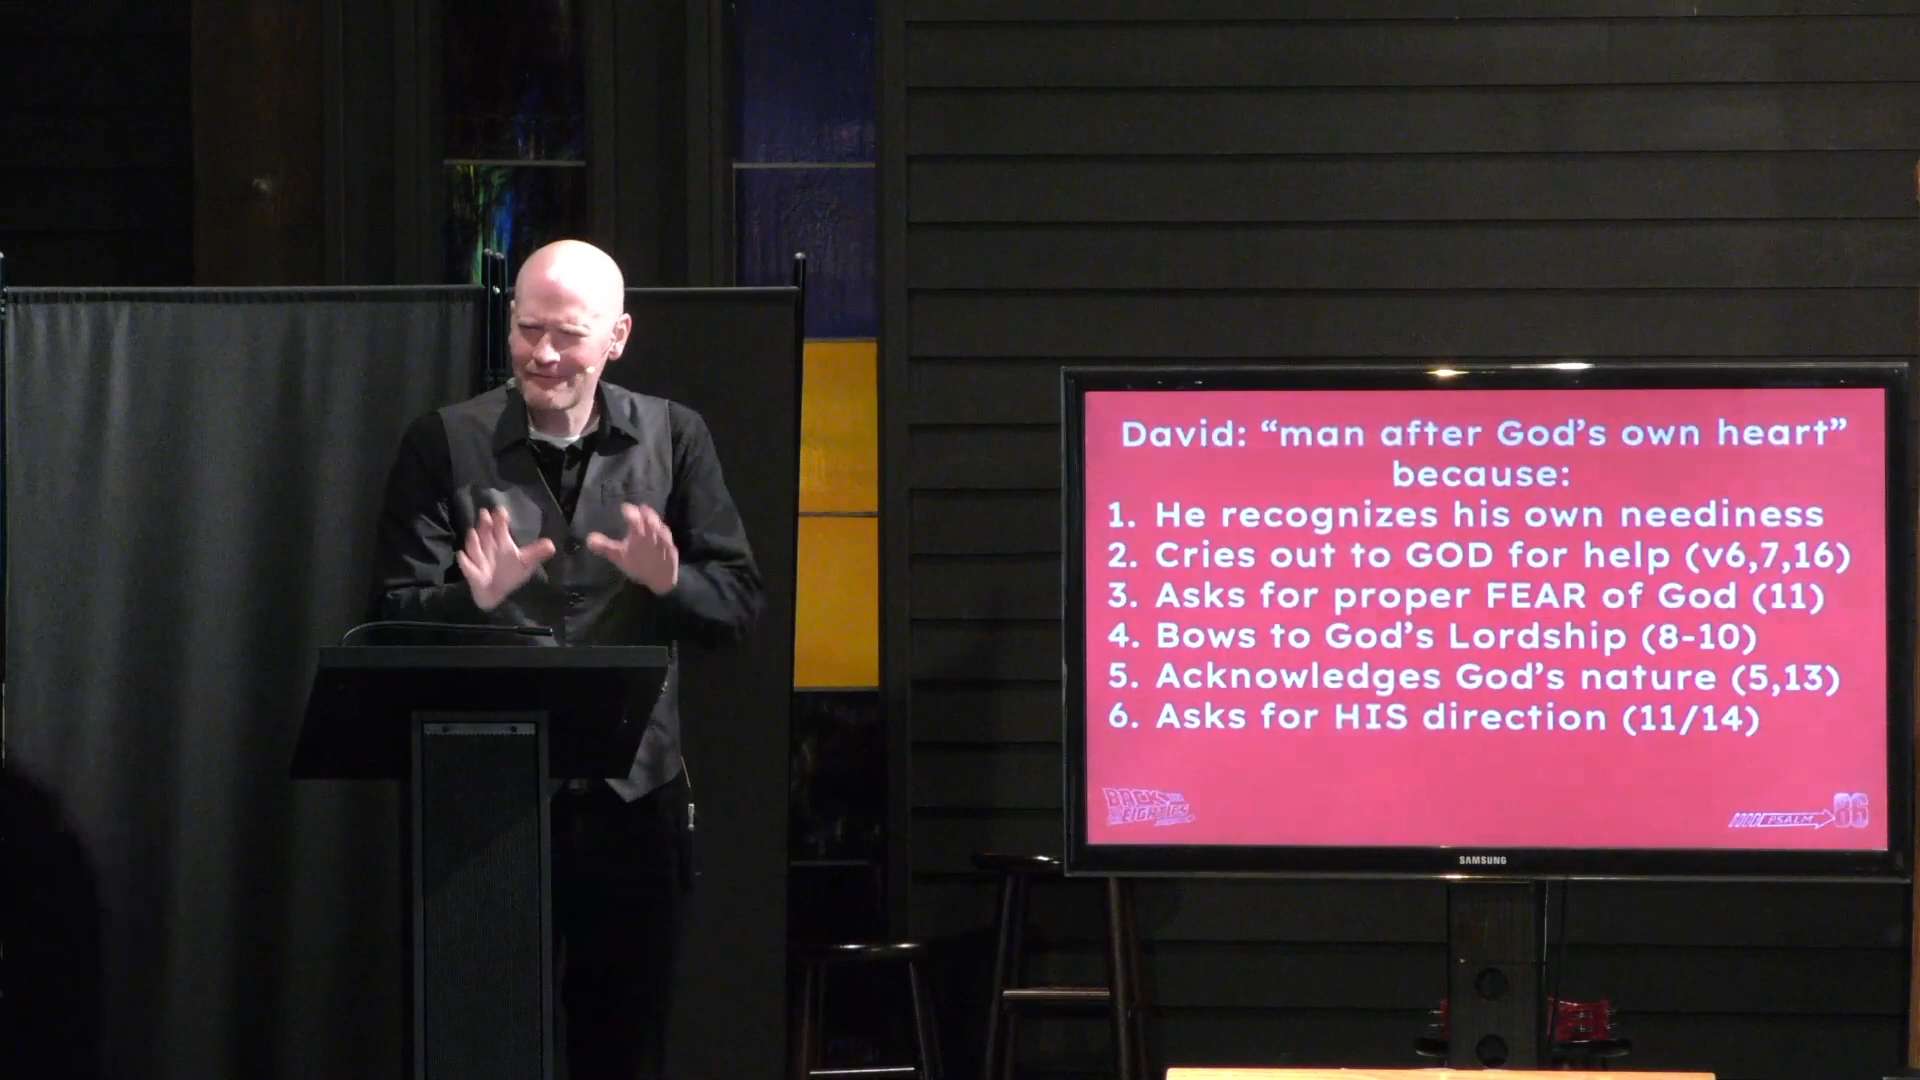 David: “man after God’s own heart”
because:
1. He recognizes his own neediness
2. Cries out to GOD for help (v6,7,16)
3. Asks for proper FEAR of God (11)
4. Bows to God’s Lordship (8-10)
5. Acknowledges God’s nature (5,13)
6. Asks for HIS direction (11/14)
BACK
EIGHTIES
PSALM 86
SAMSUNG